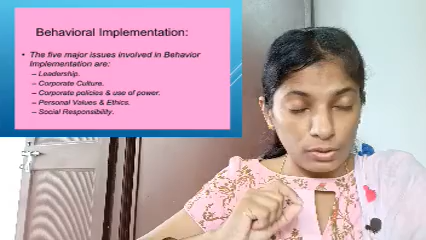 Behavioral Implementation:
• The five major issues involved in Behavior
Implementation are:
– Leadership.
– Corporate Culture.
– Corporate policies & use of power.
– Personal Values & Ethics.
– Social Responsibility.